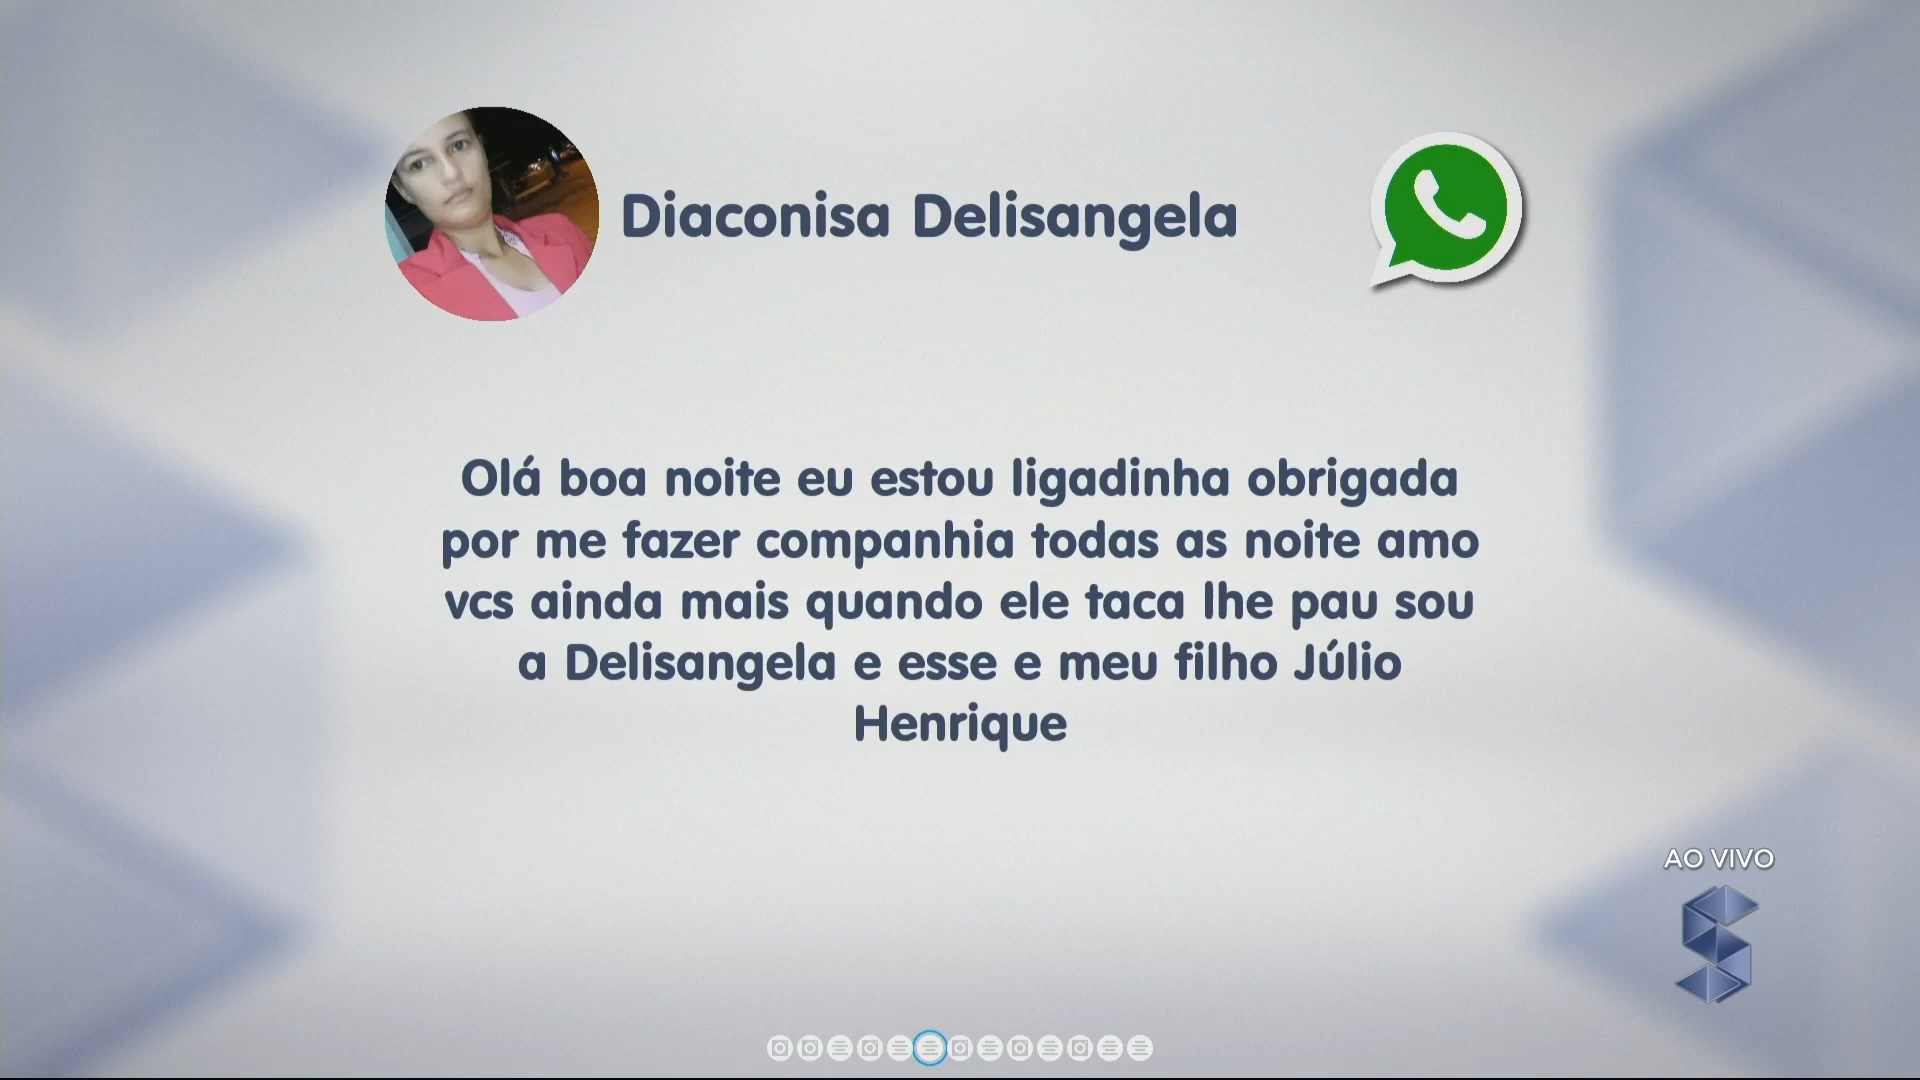 Diaconisa Delisangela
Olá boa noite eu estou ligadinha obrigada
por me fazer companhia todas as noite amo
vcs ainda mais quando ele taca lhe pau sou
a Delisangela e esse e meu filho Júlio
Henrique
AO VIVO